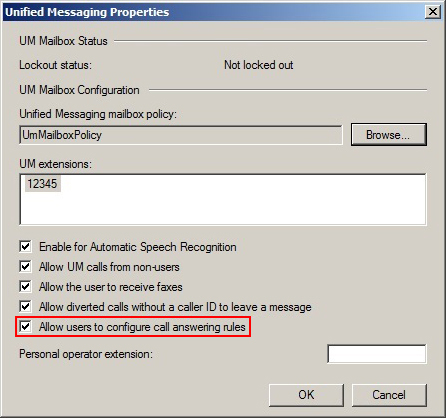 Unified Messaging Properties
UM Mailbox Status
Lockout status: Not locked out
UM Mailbox Configuration
Unified Messaging mailbox policy:
UmMailboxPolicy Browse...
UM extensions:
12345
Enable for Automatic Speech Recognition
Allow UM calls from non-users
Allow the user to receive faxes
Allow diverted calls without a caller ID to leave a message
Allow users to configure call answering rules
Personal operator extension:
OK Cancel